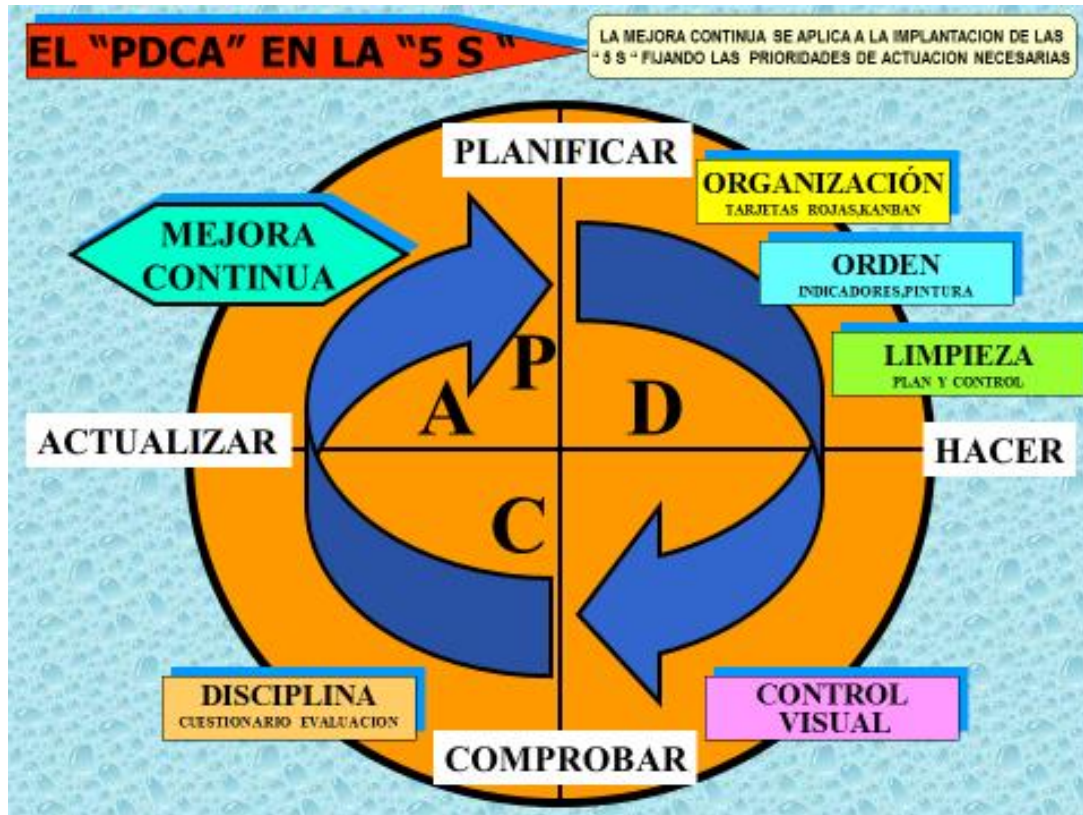 EL "PDCA" EN LA "5 S "
LA MEJORA CONTINUA SE APLICA A LA IMPLANTACION DE LAS
" 5 S " FIJANDO LAS PRIORIDADES DE ACTUACION NECESARIAS
PLANIFICAR
ORGANIZACIÓN
TARJETAS ROJAS,KANBAN
MEJORA
CONTINUA
ORDEN
INDICADORES,PINTURA
LIMPIEZA
PLAN Y CONTROL
P
A
D
ACTUALIZAR
HACER
C
DISCIPLINA
CUESTIONARIO EVALUACION
CONTROL
VISUAL
COMPROBAR